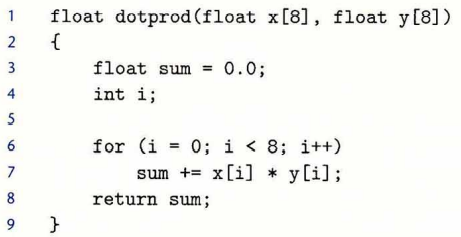 1 float dotprod(float x[8], float y[8])
2 {
3 float sum = 0.0;
4 int i;
5
6 for (i = 0; i < 8; i++)
7 sum += x[i] * y[i];
8 return sum;
9 }